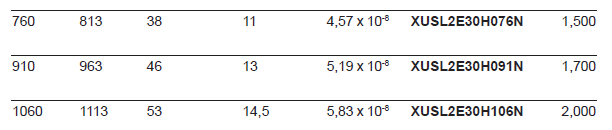 760 813 38 11 4,57 x 10⁻⁸ XUSL2E30H076N 1,500
910 963 46 13 5,19 x 10⁻⁸ XUSL2E30H091N 1,700
1060 1113 53 14,5 5,83 x 10⁻⁸ XUSL2E30H106N 2,000